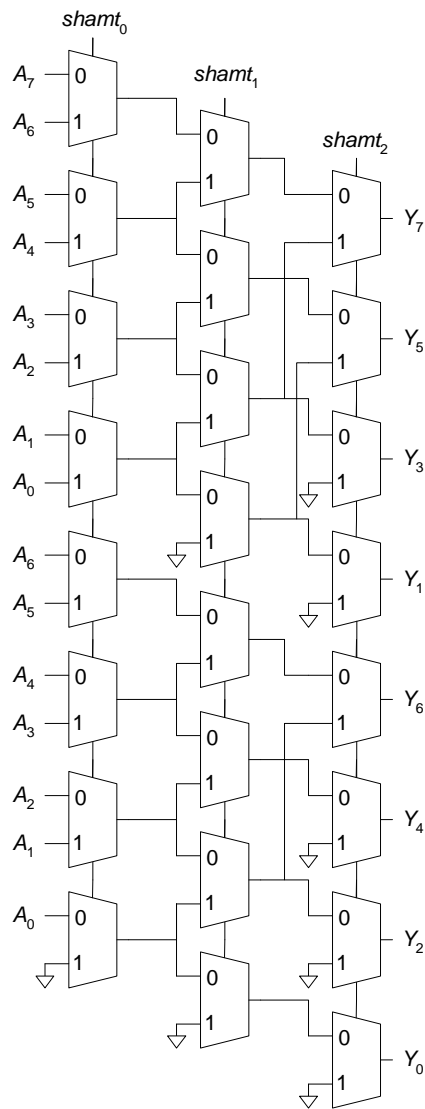 shamt₀
A₇ 0
A₆ 1
A₅ 0
A₄ 1
A₃ 0
A₂ 1
A₁ 0
A₀ 1
A₆ 0
A₅ 1
A₄ 0
A₃ 1
A₂ 0
A₁ 1
A₀ 0
1
shamt₁
0
1
0
1
0
1
0
1
0
1
0
1
0
1
0
1
shamt₂
0
1
Y₇
0
1
Y₅
0
1
Y₃
0
1
Y₁
0
1
Y₆
0
1
Y₄
0
1
Y₂
0
1
Y₀